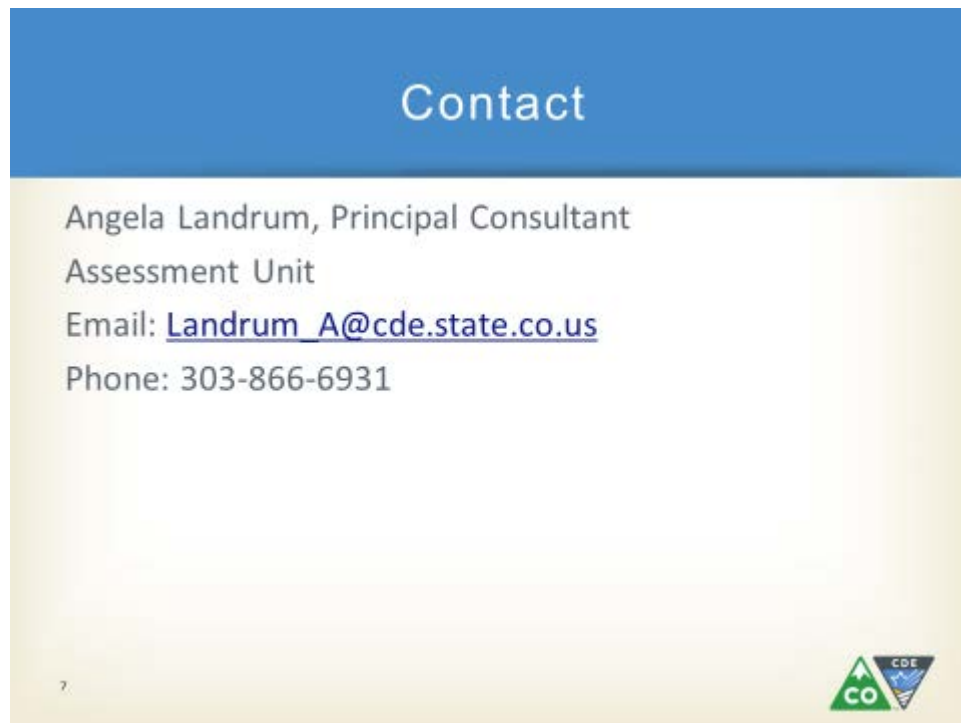 Contact
Angela Landrum, Principal Consultant
Assessment Unit
Email: Landrum_A@cde.state.co.us
Phone: 303-866-6931
7
CO
CDE